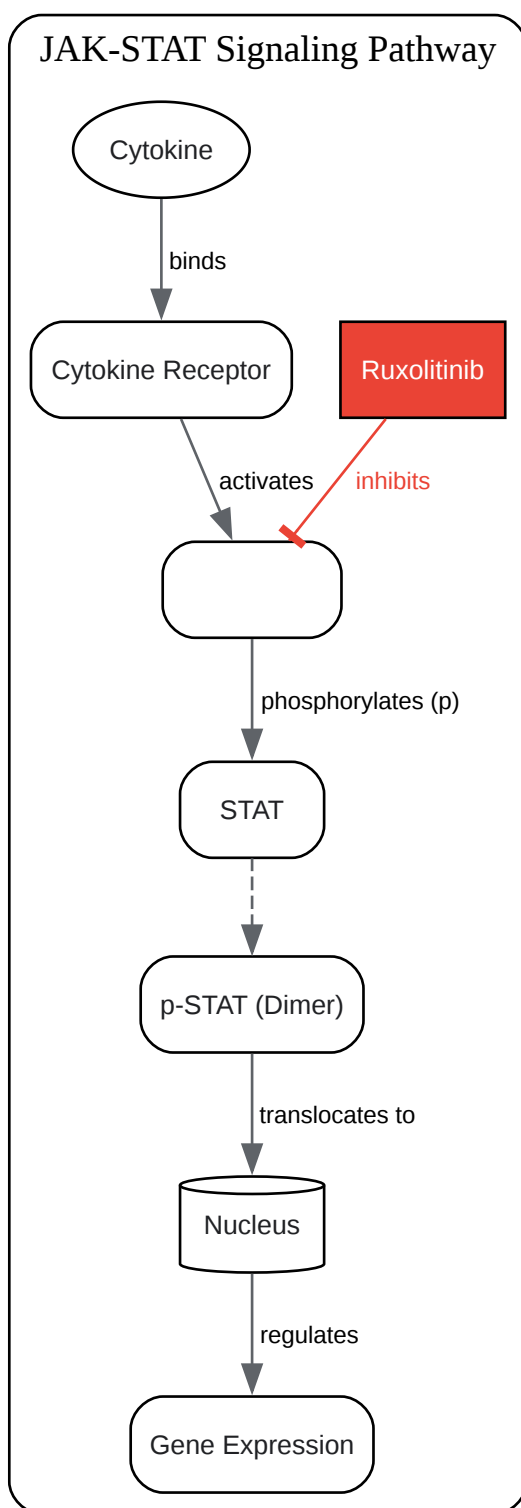 JAK-STAT Signaling Pathway
Cytokine
binds
Cytokine Receptor
Ruxolitinib
activates
inhibits
phosphorylates (p)
STAT
p-STAT (Dimer)
translocates to
Nucleus
regulates
Gene Expression